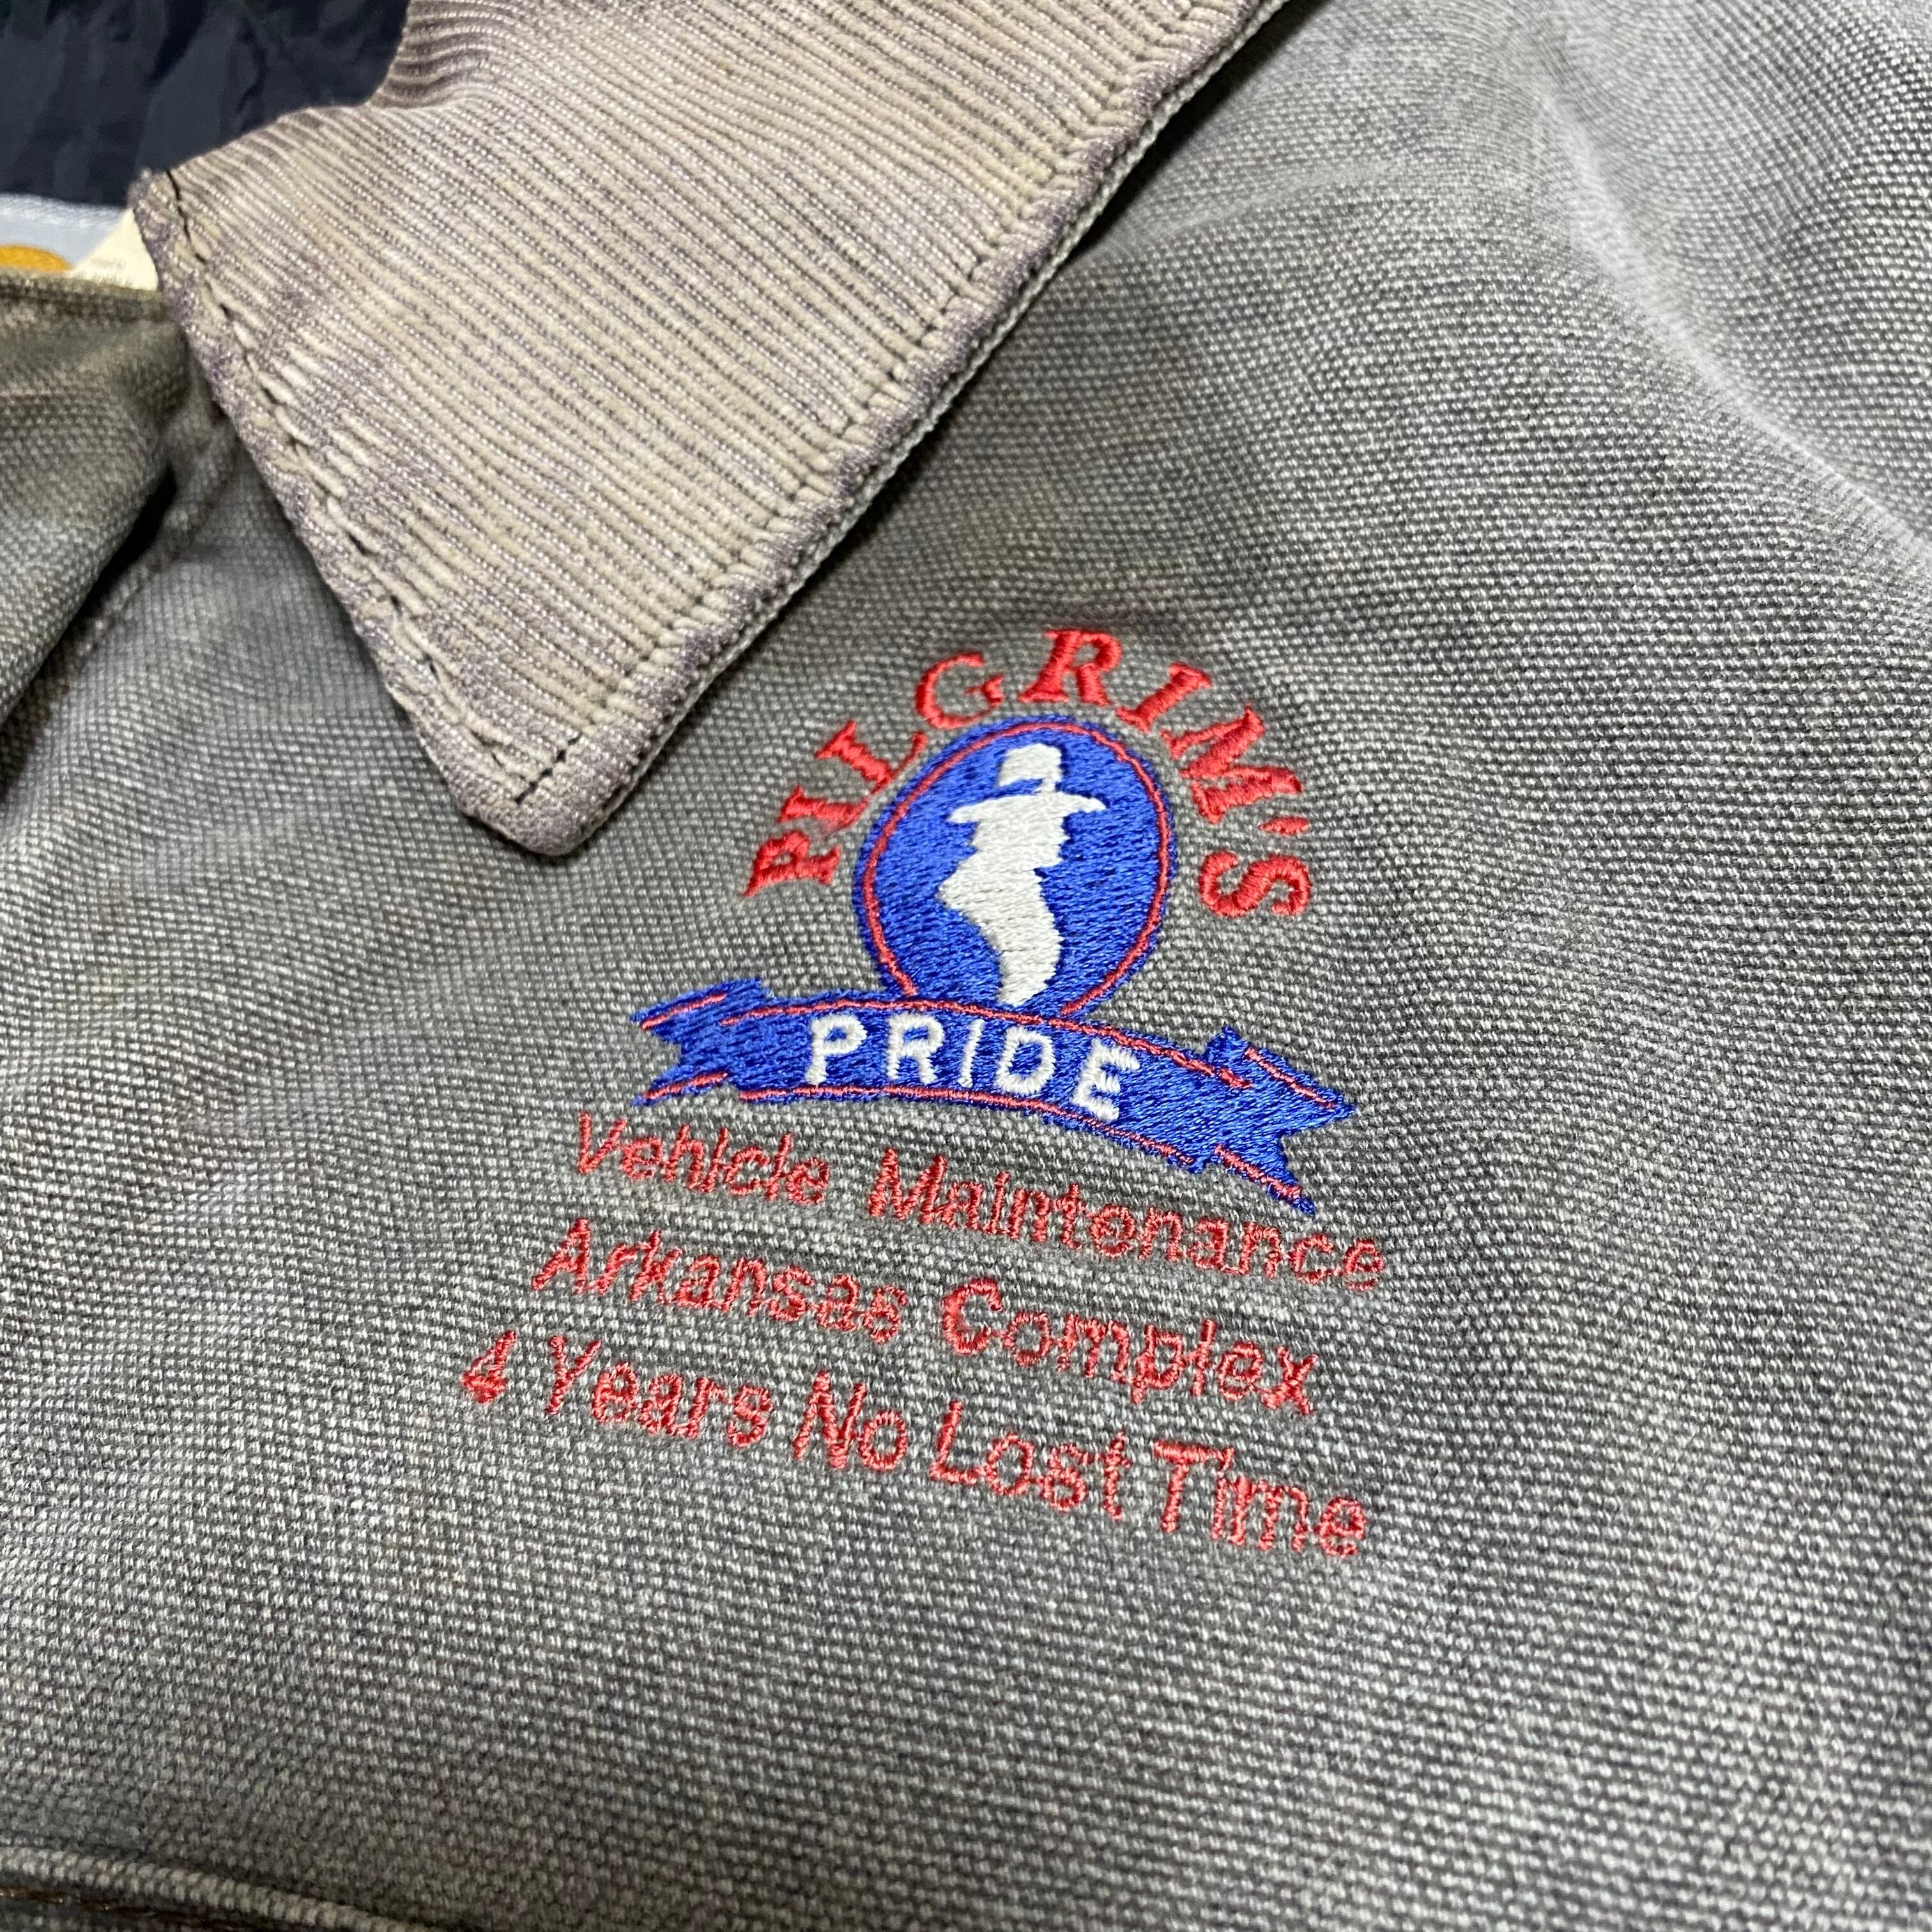 PILGRIM'S
PRIDE
Vehicle Maintenance
Arkansas Complex
4 Years No Lost Time